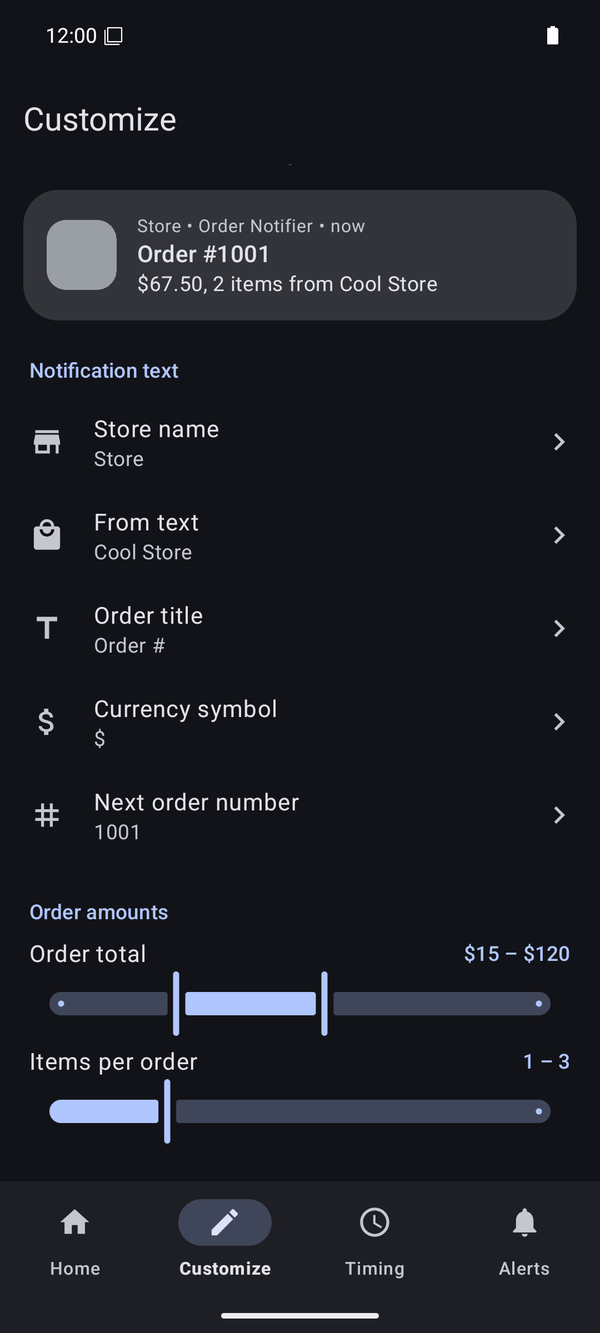 12:00
Customize
Store • Order Notifier • now
Order #1001
$67.50, 2 items from Cool Store
Notification text
Store name
Store
From text
Cool Store
Order title
Order #
Currency symbol
$
Next order number
1001
Order amounts
Order total $15 – $120
Items per order 1 – 3
Home Customize Timing Alerts